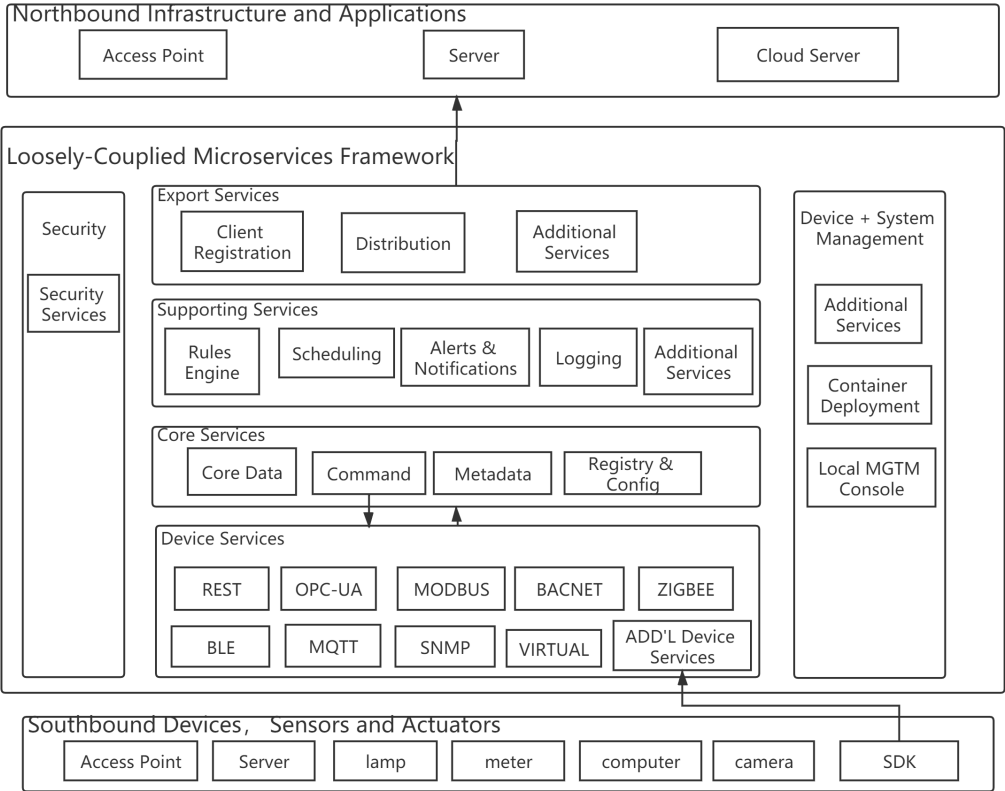 Northbound Infrastructure and Applications
Access Point
Server
Cloud Server
Loosely-Couplied Microservices Framework
Security
Security
Services
Export Services
Client
Registration
Distribution
Additional
Services
Supporting Services
Rules
Engine
Scheduling
Alerts &
Notifications
Logging
Additional
Services
Core Services
Core Data
Command
Metadata
Registry &
Config
Device Services
REST
OPC-UA
MODBUS
BACNET
ZIGBEE
BLE
MQTT
SNMP
VIRTUAL
ADD'L Device
Services
Device + System
Management
Additional
Services
Container
Deployment
Local MGTM
Console
Southbound Devices， Sensors and Actuators
Access Point
Server
lamp
meter
computer
camera
SDK